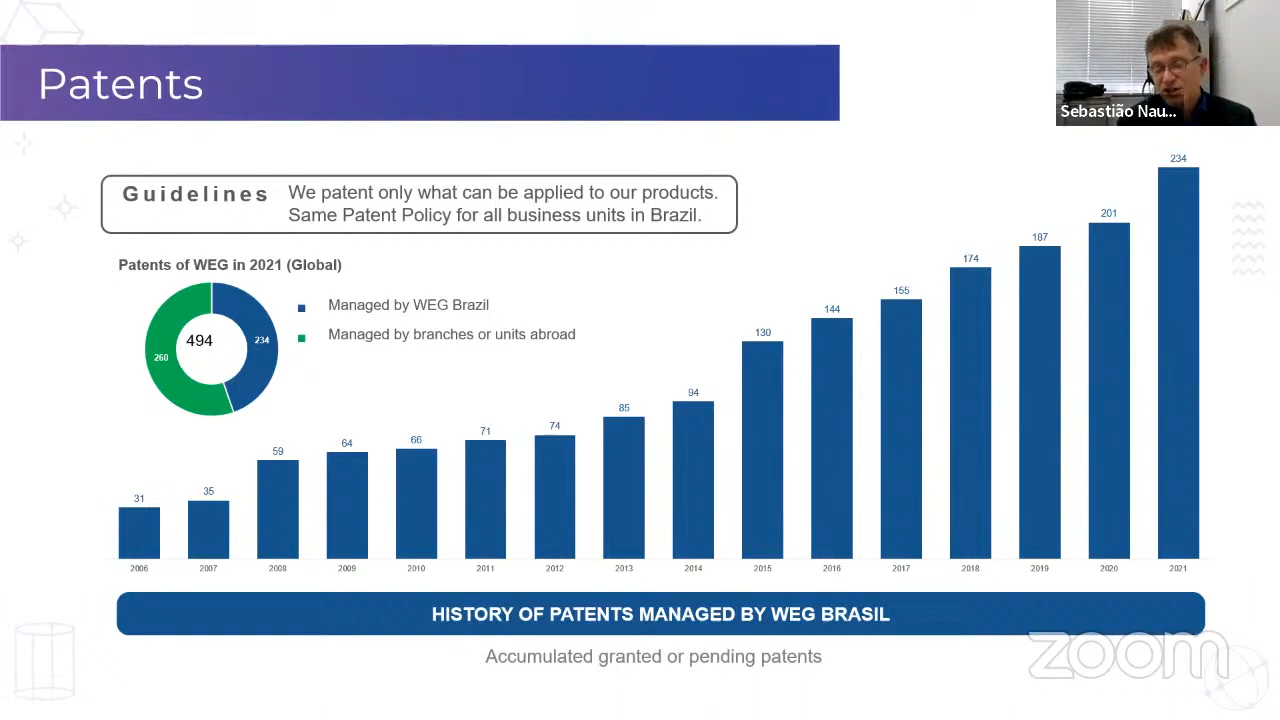 Patents
Sebastião Nau...
Guidelines We patent only what can be applied to our products.
Same Patent Policy for all business units in Brazil.
Patents of WEG in 2021 (Global)
Managed by WEG Brazil
Managed by branches or units abroad
494
234
260
31
35
59
64
66
71
74
85
94
130
144
155
174
187
201
234
2006 2007 2008 2009 2010 2011 2012 2013 2014 2015 2016 2017 2018 2019 2020 2021
HISTORY OF PATENTS MANAGED BY WEG BRASIL
Accumulated granted or pending patents
zoom